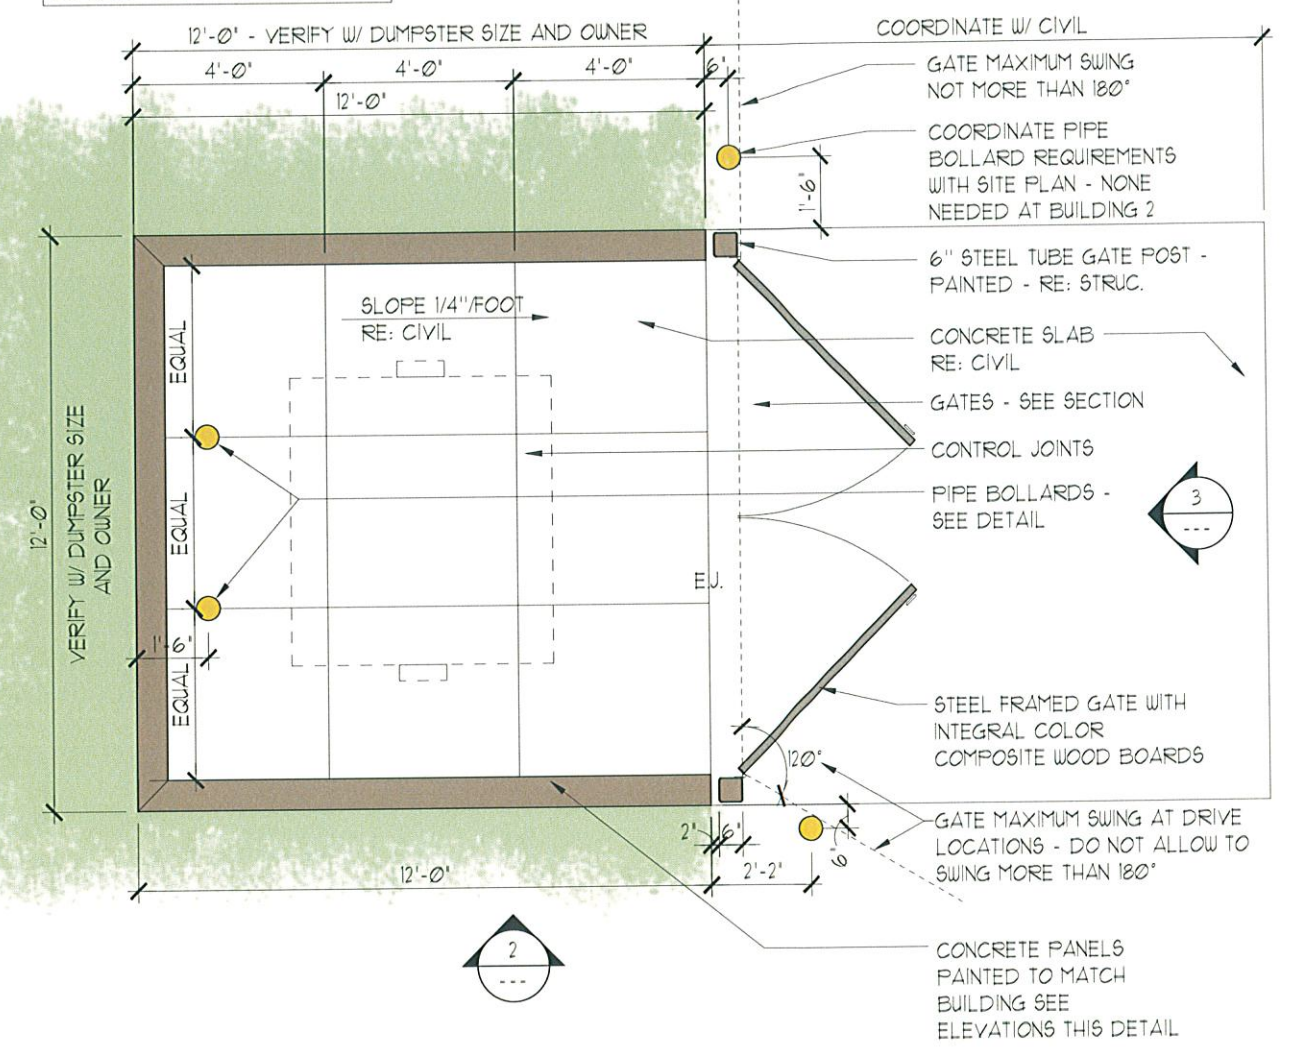 12'-0" - VERIFY W/ DUMPSTER SIZE AND OWNER
COORDINATE W/ CIVIL
4'-0"
4'-0"
4'-0"
6"
12'-0"
GATE MAXIMUM SWING
NOT MORE THAN 180°
COORDINATE PIPE
BOLLARD REQUIREMENTS
WITH SITE PLAN - NONE
NEEDED AT BUILDING 2
1'-6"
6" STEEL TUBE GATE POST -
PAINTED - RE: STRUC.
SLOPE 1/4"/FOOT
RE: CIVIL
CONCRETE SLAB
RE: CIVIL
GATES - SEE SECTION
CONTROL JOINTS
PIPE BOLLARDS -
SEE DETAIL
3
---
EQUAL
EQUAL
EQUAL
12'-0"
VERIFY W/ DUMPSTER SIZE
AND OWNER
E.J.
1'-6"
STEEL FRAMED GATE WITH
INTEGRAL COLOR
COMPOSITE WOOD BOARDS
120°
GATE MAXIMUM SWING AT DRIVE
LOCATIONS - DO NOT ALLOW TO
SWING MORE THAN 180°
2"
6"
6"
2'-2"
12'-0"
2
---
CONCRETE PANELS
PAINTED TO MATCH
BUILDING SEE
ELEVATIONS THIS DETAIL